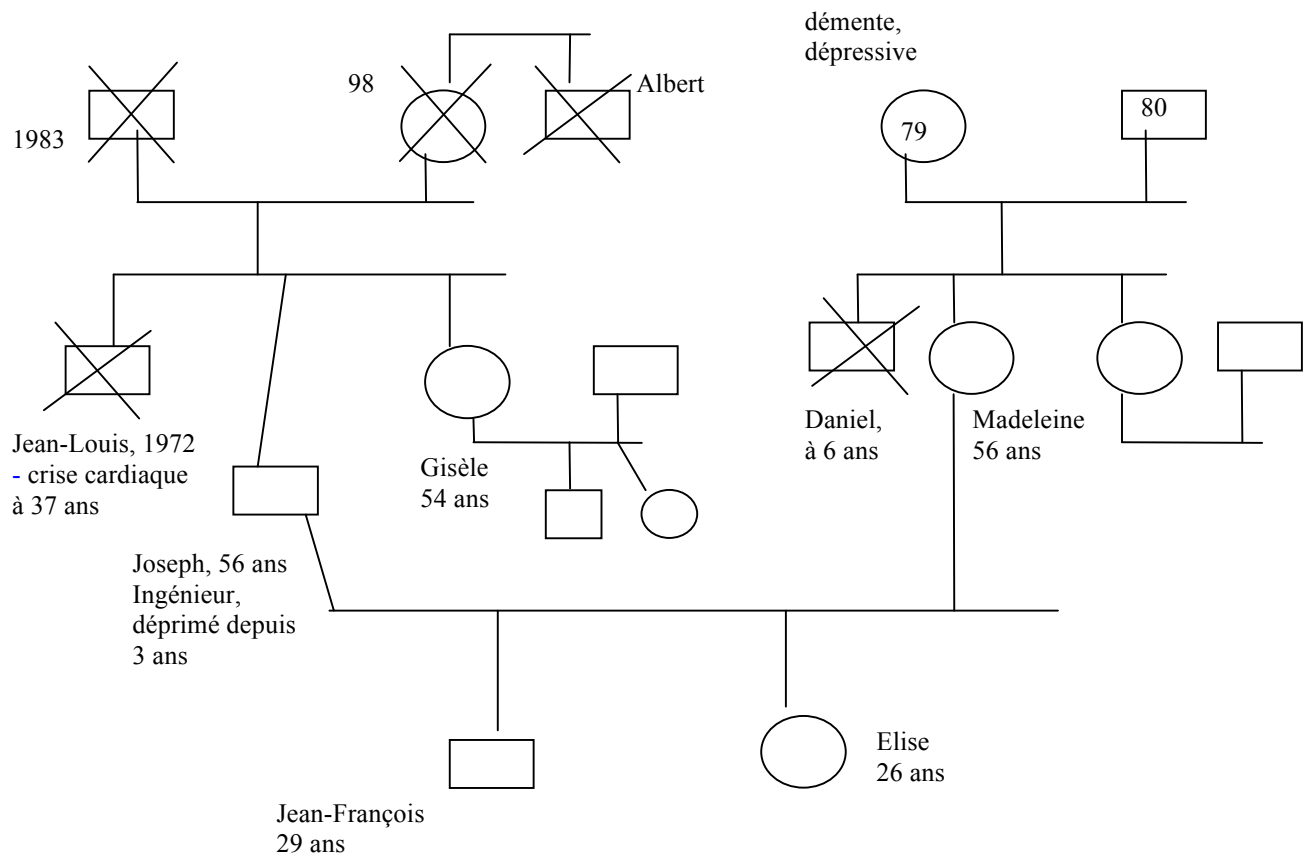 démente,
dépressive
98
Albert
1983
79
80
Jean-Louis, 1972
- crise cardiaque
à 37 ans
Gisèle
54 ans
Daniel,
à 6 ans
Madeleine
56 ans
Joseph, 56 ans
Ingénieur,
déprimé depuis
3 ans
Elise
26 ans
Jean-François
29 ans